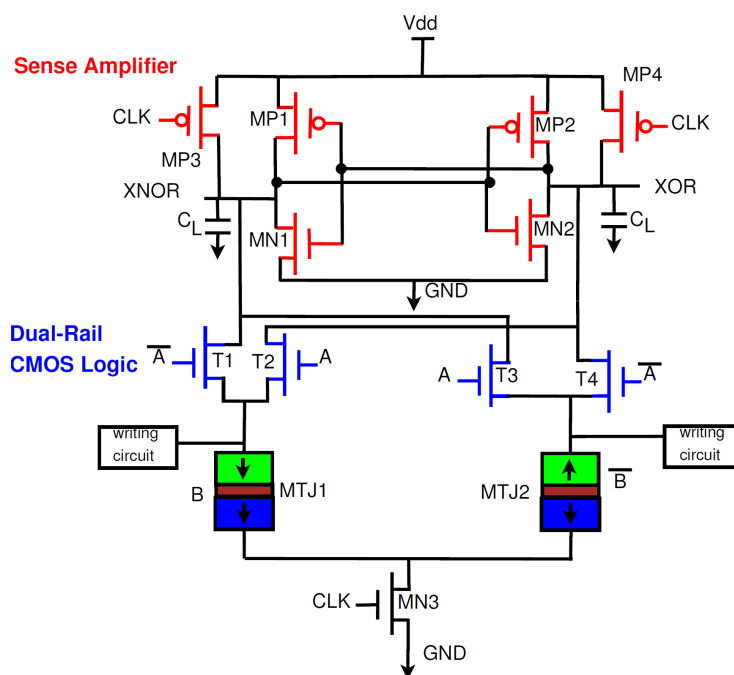 Vdd
Sense Amplifier
MP4
CLK
MP1
MP2
CLK
MP3
XNOR
XOR
CL
MN1
MN2
CL
GND
Dual-Rail
CMOS Logic
A̅
T1
T2
A
A
T3
T4
A̅
writing
circuit
writing
circuit
B
MTJ1
MTJ2
B̅
CLK
MN3
GND